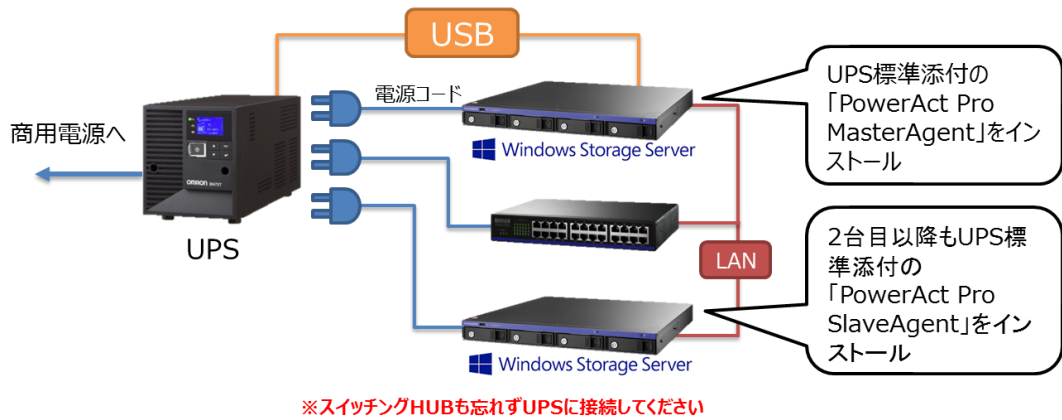 USB
電源コード
UPS標準添付の
「PowerAct Pro
MasterAgent」をイン
ストール
商用電源へ
Windows Storage Server
OMRON
UPS
LAN
2台目以降もUPS標
準添付の
「PowerAct Pro
SlaveAgent」をイン
ストール
Windows Storage Server
※スイッチングHUBも忘れずUPSに接続してください